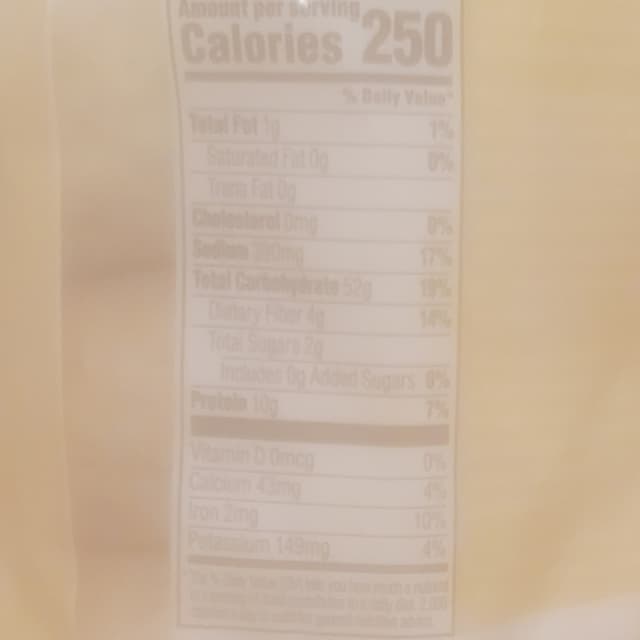 Amount per serving
Calories 250
% Daily Value*
Total Fat 1g 1%
Saturated Fat 0g 0%
Trans Fat 0g
Cholesterol 0mg 0%
Sodium 17%
Total Carbohydrate 52g 19%
Dietary Fiber 4g 14%
Total Sugars 2g
Includes 0g Added Sugars 0%
Protein 10g 7%
Vitamin D 0mcg 0%
Calcium 43mg 4%
Iron 2mg 10%
Potassium 149mg 4%